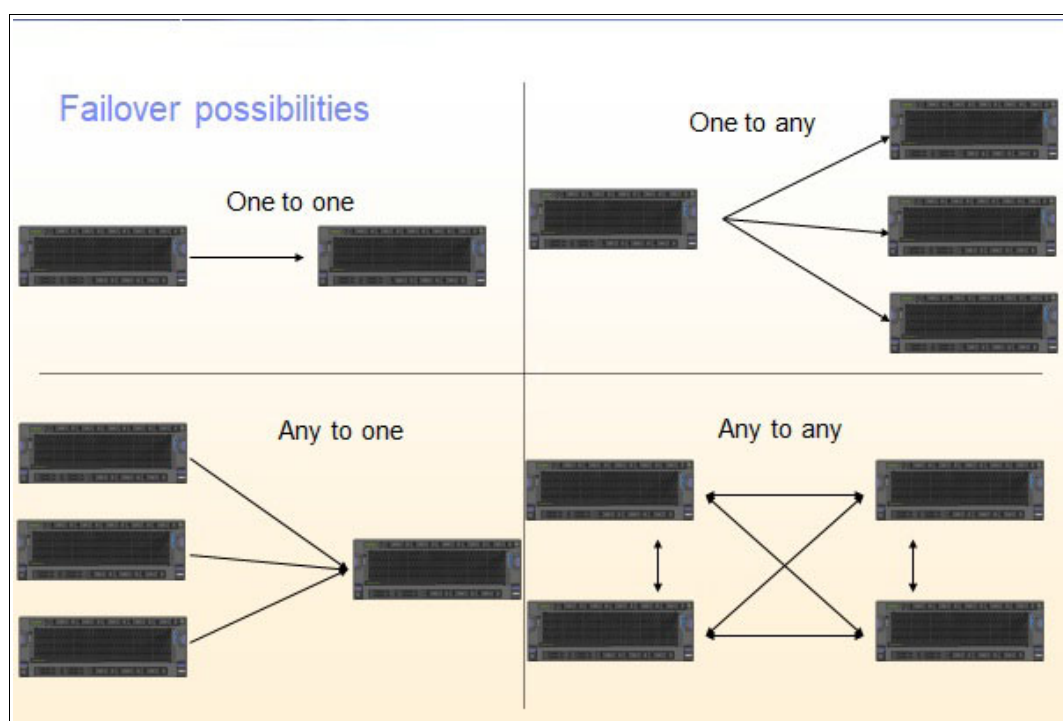 Failover possibilities
One to one
One to any
Any to one
Any to any